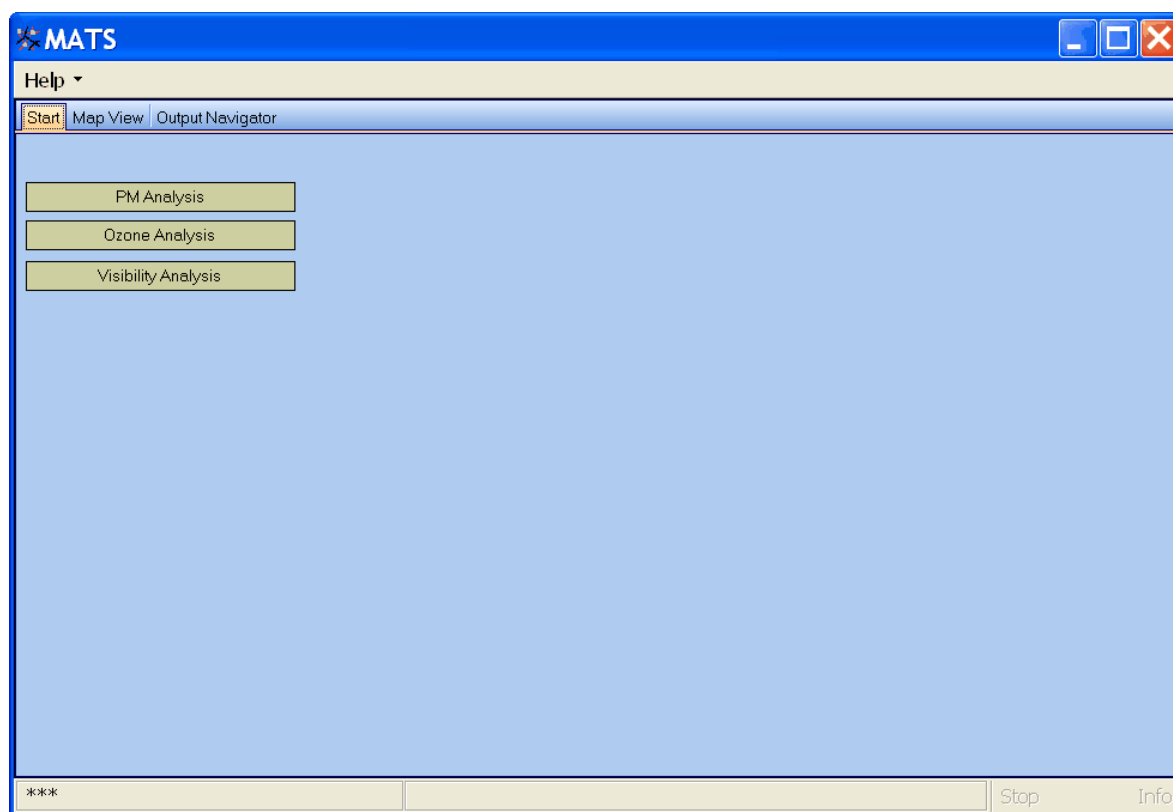 MATS
Help
Start Map View Output Navigator
PM Analysis
Ozone Analysis
Visibility Analysis
*** Stop Info